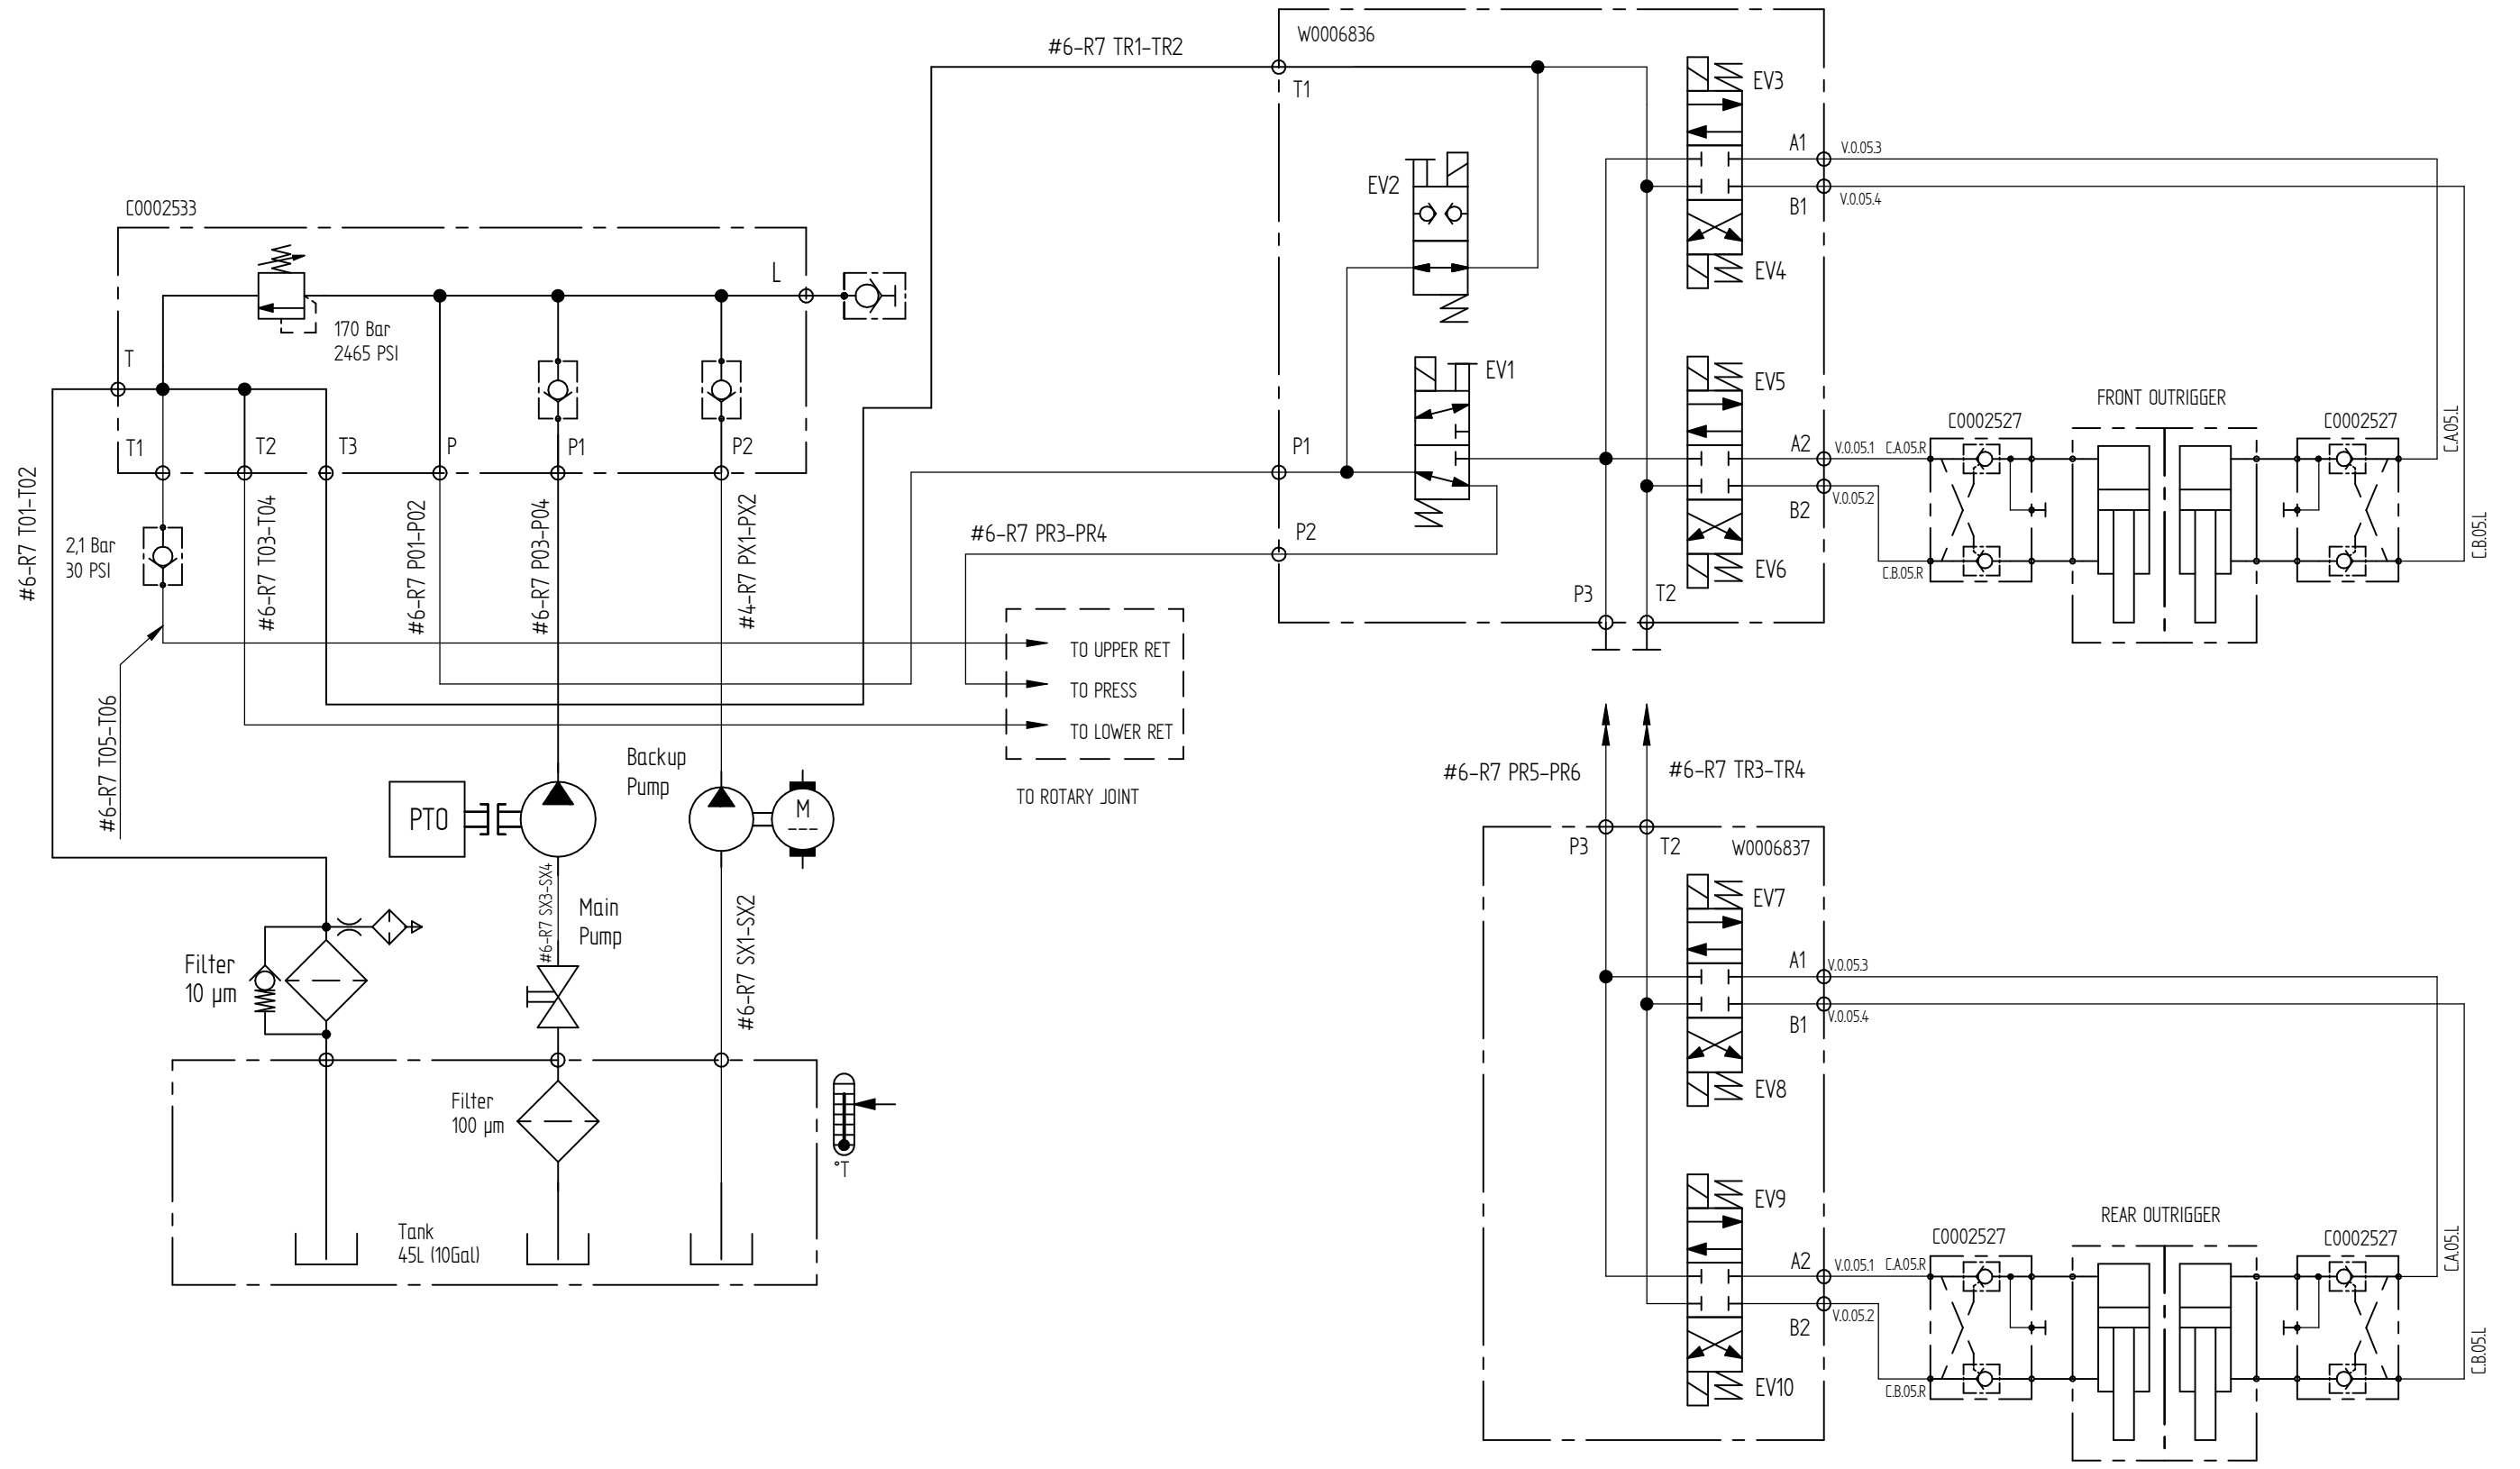 #6-R7 TR1-TR2
W0006836
T1
EV3
A1
V.0.05.3
EV2
B1
V.0.05.4
C0002533
L
EV4
170 Bar
2465 PSI
T
EV1
EV5
FRONT OUTRIGGER
T1
T2
T3
P
P1
P2
P1
A2
V.0.05.1
C.A.05.R
C0002527
C0002527
C.A.05.L
#6-R7 T01-T02
2,1 Bar
30 PSI
#6-R7 T03-T04
#6-R7 P01-P02
#6-R7 P03-P04
#4-R7 PX1-PX2
#6-R7 PR3-PR4
P2
V.0.05.2
B2
C.B.05.R
C.B.05.L
EV6
P3
T2
TO UPPER RET
TO PRESS
TO LOWER RET
TO ROTARY JOINT
#6-R7 T05-T06
Backup
Pump
PTO
M
#6-R7 PR5-PR6
#6-R7 TR3-TR4
P3
T2
W0006837
#6-R7 SX3-SX4
Main
Pump
#6-R7 SX1-SX2
EV7
Filter
10 µm
A1
V.0.05.3
B1
V.0.05.4
EV8
Filter
100 µm
°T
Tank
45L (10Gal)
EV9
REAR OUTRIGGER
A2
V.0.05.1
C.A.05.R
C0002527
C0002527
C.A.05.L
B2
V.0.05.2
C.B.05.R
C.B.05.L
EV10